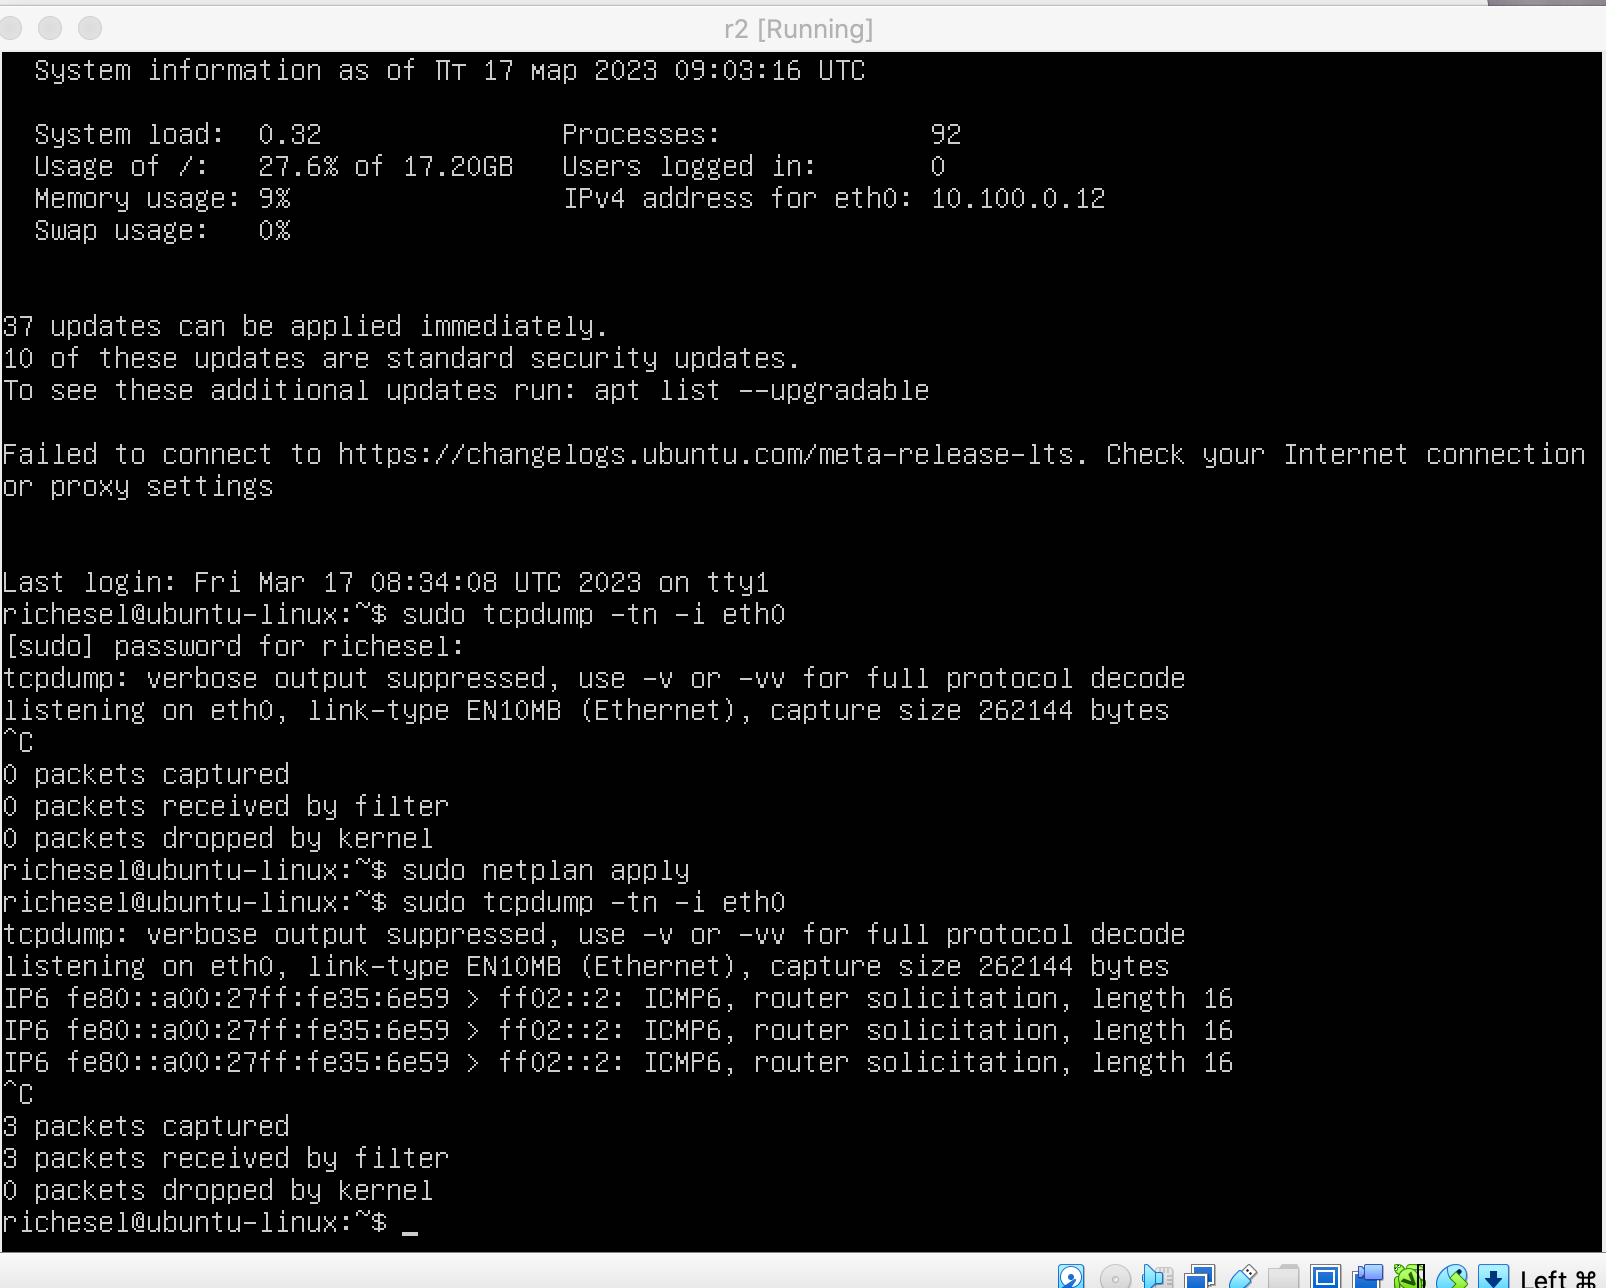 r2 [Running]
System information as of Пт 17 мар 2023 09:03:16 UTC
System load: 0.32 Processes: 92
Usage of /: 27.6% of 17.20GB Users logged in: 0
Memory usage: 9% IPv4 address for eth0: 10.100.0.12
Swap usage: 0%
37 updates can be applied immediately.
10 of these updates are standard security updates.
To see these additional updates run: apt list --upgradable
Failed to connect to https://changelogs.ubuntu.com/meta-release-lts. Check your Internet connection
or proxy settings
Last login: Fri Mar 17 08:34:08 UTC 2023 on tty1
richesel@ubuntu-linux:~$ sudo tcpdump -tn -i eth0
[sudo] password for richesel:
tcpdump: verbose output suppressed, use -v or -vv for full protocol decode
listening on eth0, link-type EN10MB (Ethernet), capture size 262144 bytes
^C
0 packets captured
0 packets received by filter
0 packets dropped by kernel
richesel@ubuntu-linux:~$ sudo netplan apply
richesel@ubuntu-linux:~$ sudo tcpdump -tn -i eth0
tcpdump: verbose output suppressed, use -v or -vv for full protocol decode
listening on eth0, link-type EN10MB (Ethernet), capture size 262144 bytes
IP6 fe80::a00:27ff:fe35:6e59 > ff02::2: ICMP6, router solicitation, length 16
IP6 fe80::a00:27ff:fe35:6e59 > ff02::2: ICMP6, router solicitation, length 16
IP6 fe80::a00:27ff:fe35:6e59 > ff02::2: ICMP6, router solicitation, length 16
^C
3 packets captured
3 packets received by filter
0 packets dropped by kernel
richesel@ubuntu-linux:~$ _
Left ⌘